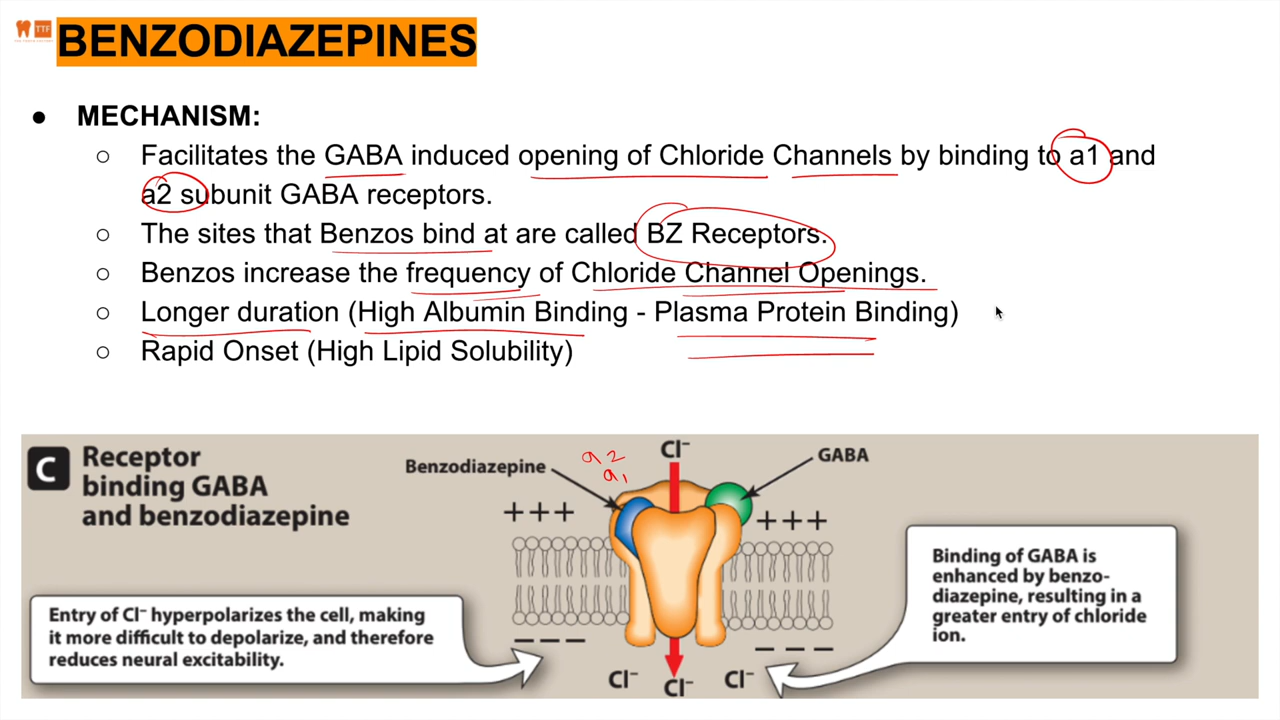 TTF
BENZODIAZEPINES
● MECHANISM:
○ Facilitates the GABA induced opening of Chloride Channels by binding to a1 and
a2 subunit GABA receptors.
○ The sites that Benzos bind at are called BZ Receptors.
○ Benzos increase the frequency of Chloride Channel Openings.
○ Longer duration (High Albumin Binding - Plasma Protein Binding)
○ Rapid Onset (High Lipid Solubility)
C
Receptor
binding GABA
and benzodiazepine
Benzodiazepine
a2
a1
Cl⁻
GABA
+++
+++
Entry of Cl⁻ hyperpolarizes the cell, making
it more difficult to depolarize, and therefore
reduces neural excitability.
– – –
– – –
Cl⁻ Cl⁻ Cl⁻
Binding of GABA is
enhanced by benzo-
diazepine, resulting in a
greater entry of chloride
ion.